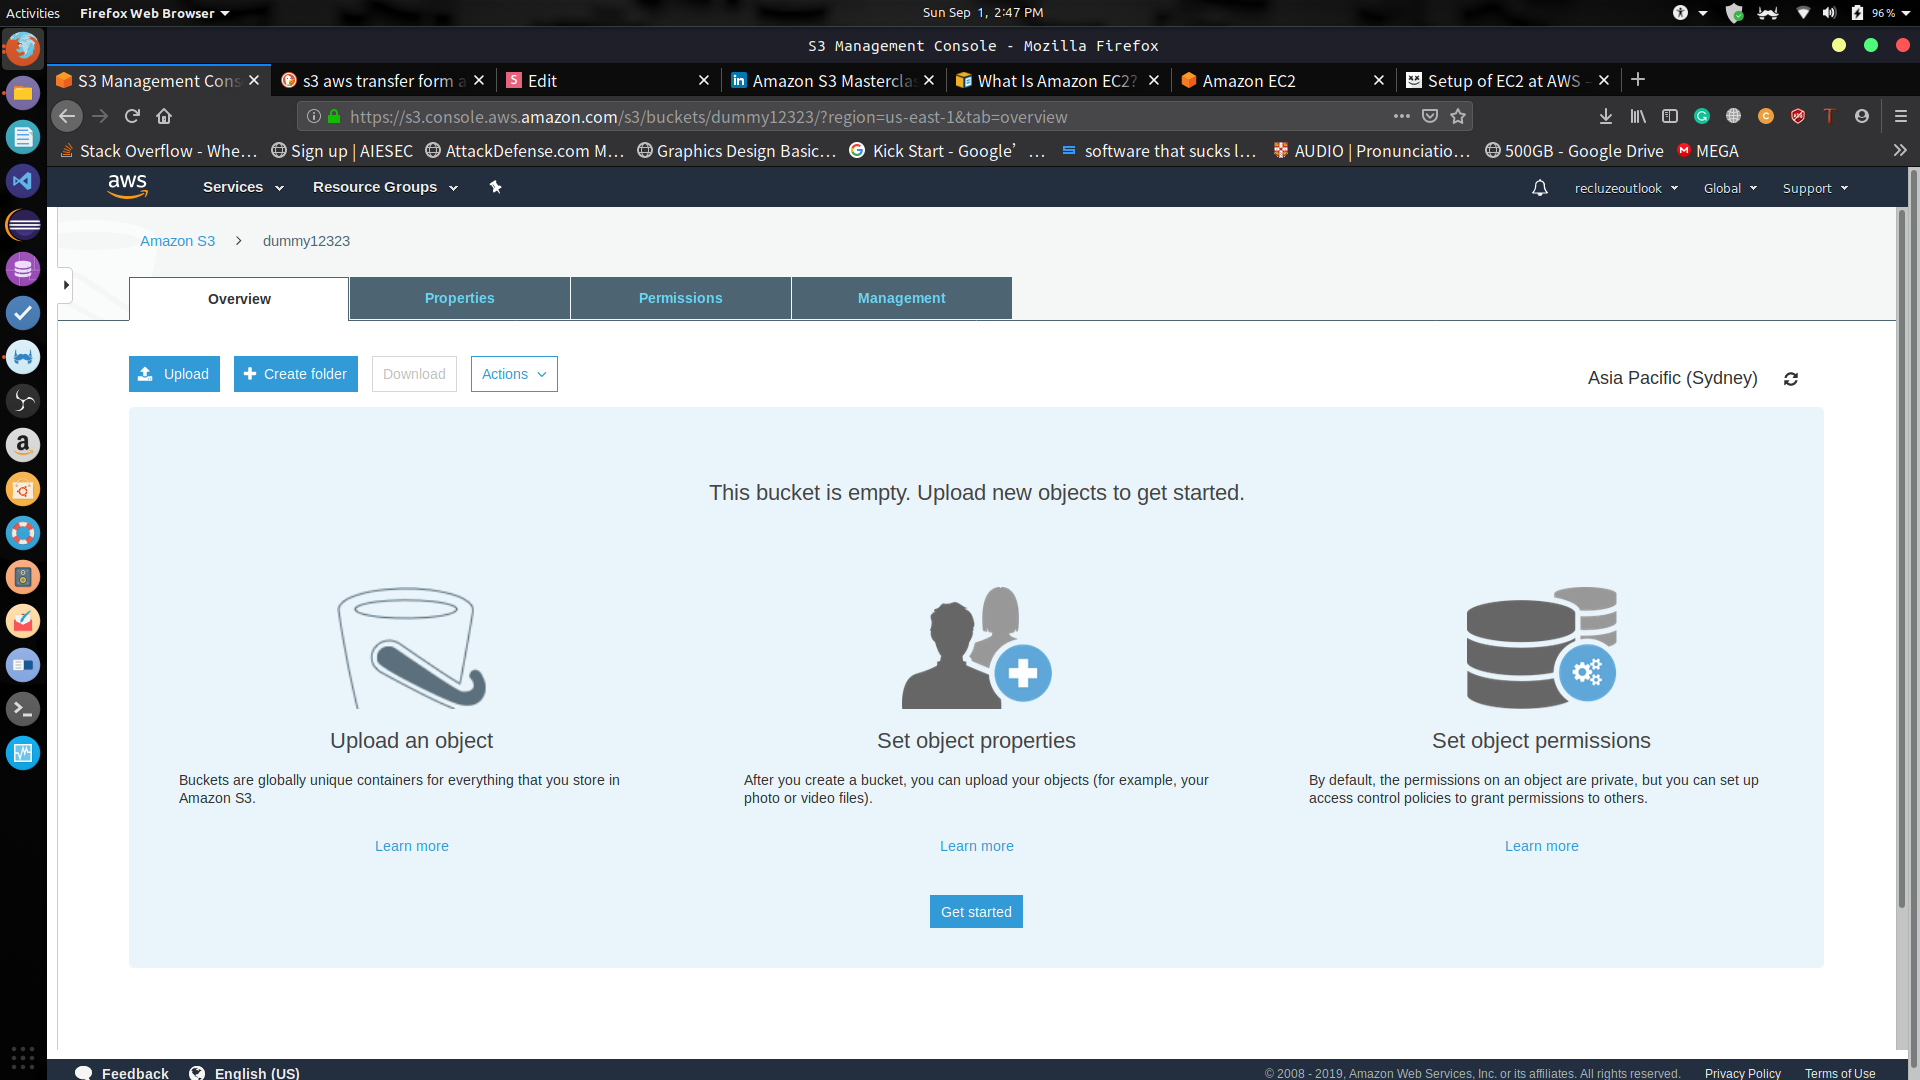 Activities
Firefox Web Browser
Sun Sep 1, 2:47 PM
96 %
S3 Management Console - Mozilla Firefox
S3 Management Cons
s3 aws transfer form a
Edit
Amazon S3 Mastercla
What Is Amazon EC2?
Amazon EC2
Setup of EC2 at AWS -
https://s3.console.aws.amazon.com/s3/buckets/dummy12323/?region=us-east-1&tab=overview
Stack Overflow - Whe…
Sign up | AIESEC
AttackDefense.com M…
Graphics Design Basic…
Kick Start - Google’ …
software that sucks l…
AUDIO | Pronunciatio…
500GB - Google Drive
MEGA
aws
Services
Resource Groups
recluzeoutlook
Global
Support
Amazon S3
dummy12323
Overview
Properties
Permissions
Management
Upload
Create folder
Download
Actions
Asia Pacific (Sydney)
This bucket is empty. Upload new objects to get started.
Upload an object
Buckets are globally unique containers for everything that you store in
Amazon S3.
Learn more
Set object properties
After you create a bucket, you can upload your objects (for example, your
photo or video files).
Learn more
Set object permissions
By default, the permissions on an object are private, but you can set up
access control policies to grant permissions to others.
Learn more
Get started
Feedback
English (US)
© 2008 - 2019, Amazon Web Services, Inc. or its affiliates. All rights reserved.
Privacy Policy
Terms of Use